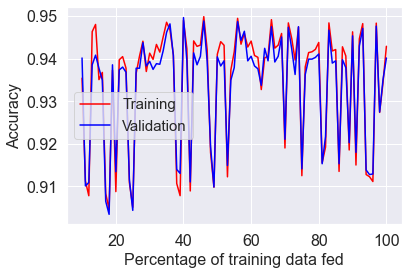 0.95
0.94
0.93
0.92
0.91
Accuracy
Training
Validation
20 40 60 80 100
Percentage of training data fed